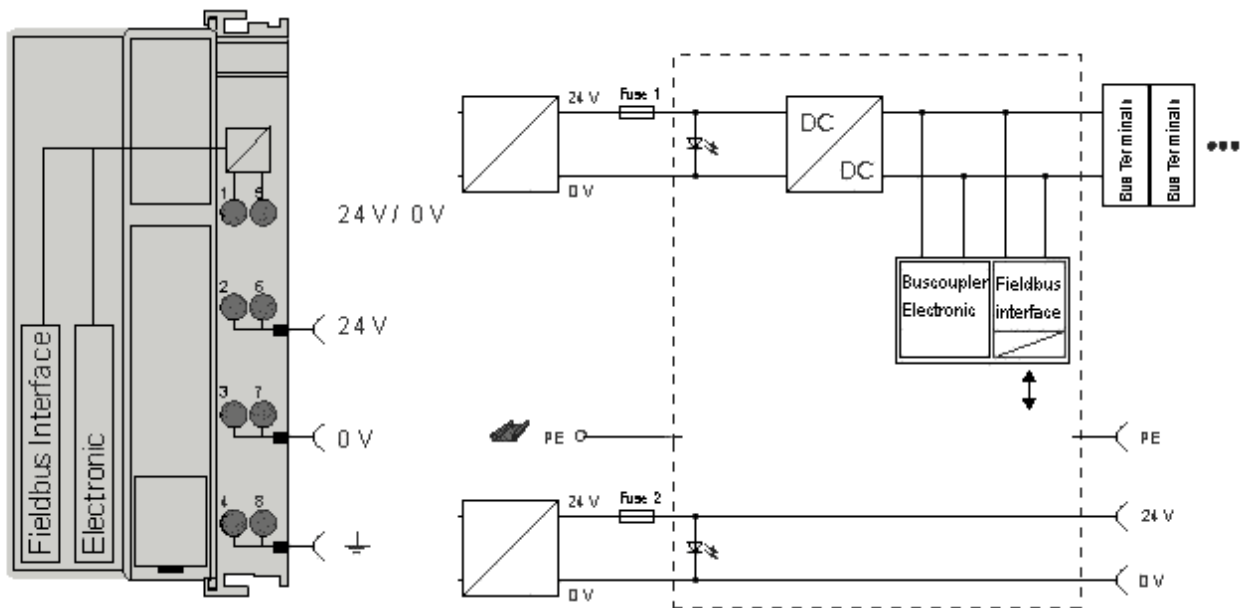 Fieldbus Interface
Electronic
1 5
24 V / 0 V
2 6
24 V
3 7
0 V
4 8
24 V
Fuse 1
0 V
DC
DC
Bus Terminals
Bus Terminals
Buscoupler
Electronic
Fieldbus
interface
PE
PE
24 V
Fuse 2
24 V
0 V
0 V